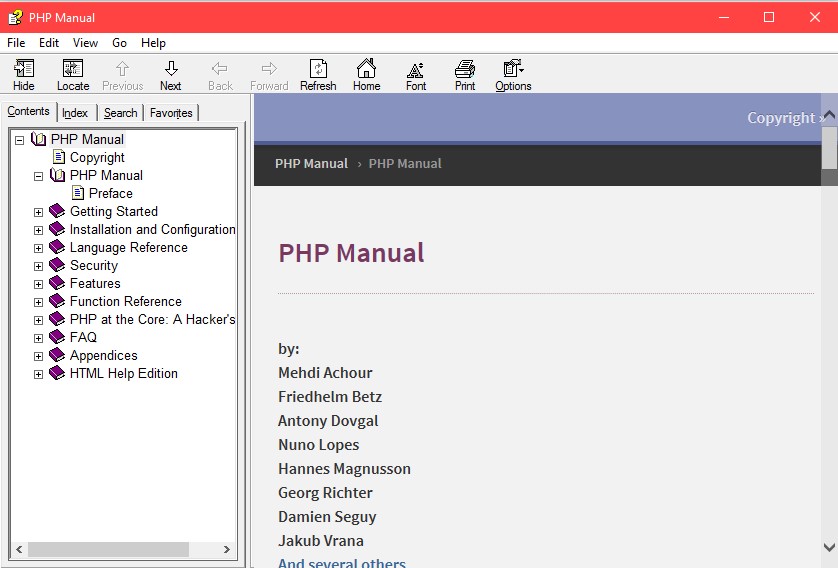 PHP Manual
File Edit View Go Help
Hide Locate Previous Next Back Forward Refresh Home Font Print Options
Contents Index Search Favorites
PHP Manual
Copyright
PHP Manual
Preface
Getting Started
Installation and Configuration
Language Reference
Security
Features
Function Reference
PHP at the Core: A Hacker's
FAQ
Appendices
HTML Help Edition
Copyright »
PHP Manual › PHP Manual
PHP Manual
by:
Mehdi Achour
Friedhelm Betz
Antony Dovgal
Nuno Lopes
Hannes Magnusson
Georg Richter
Damien Seguy
Jakub Vrana
And several others